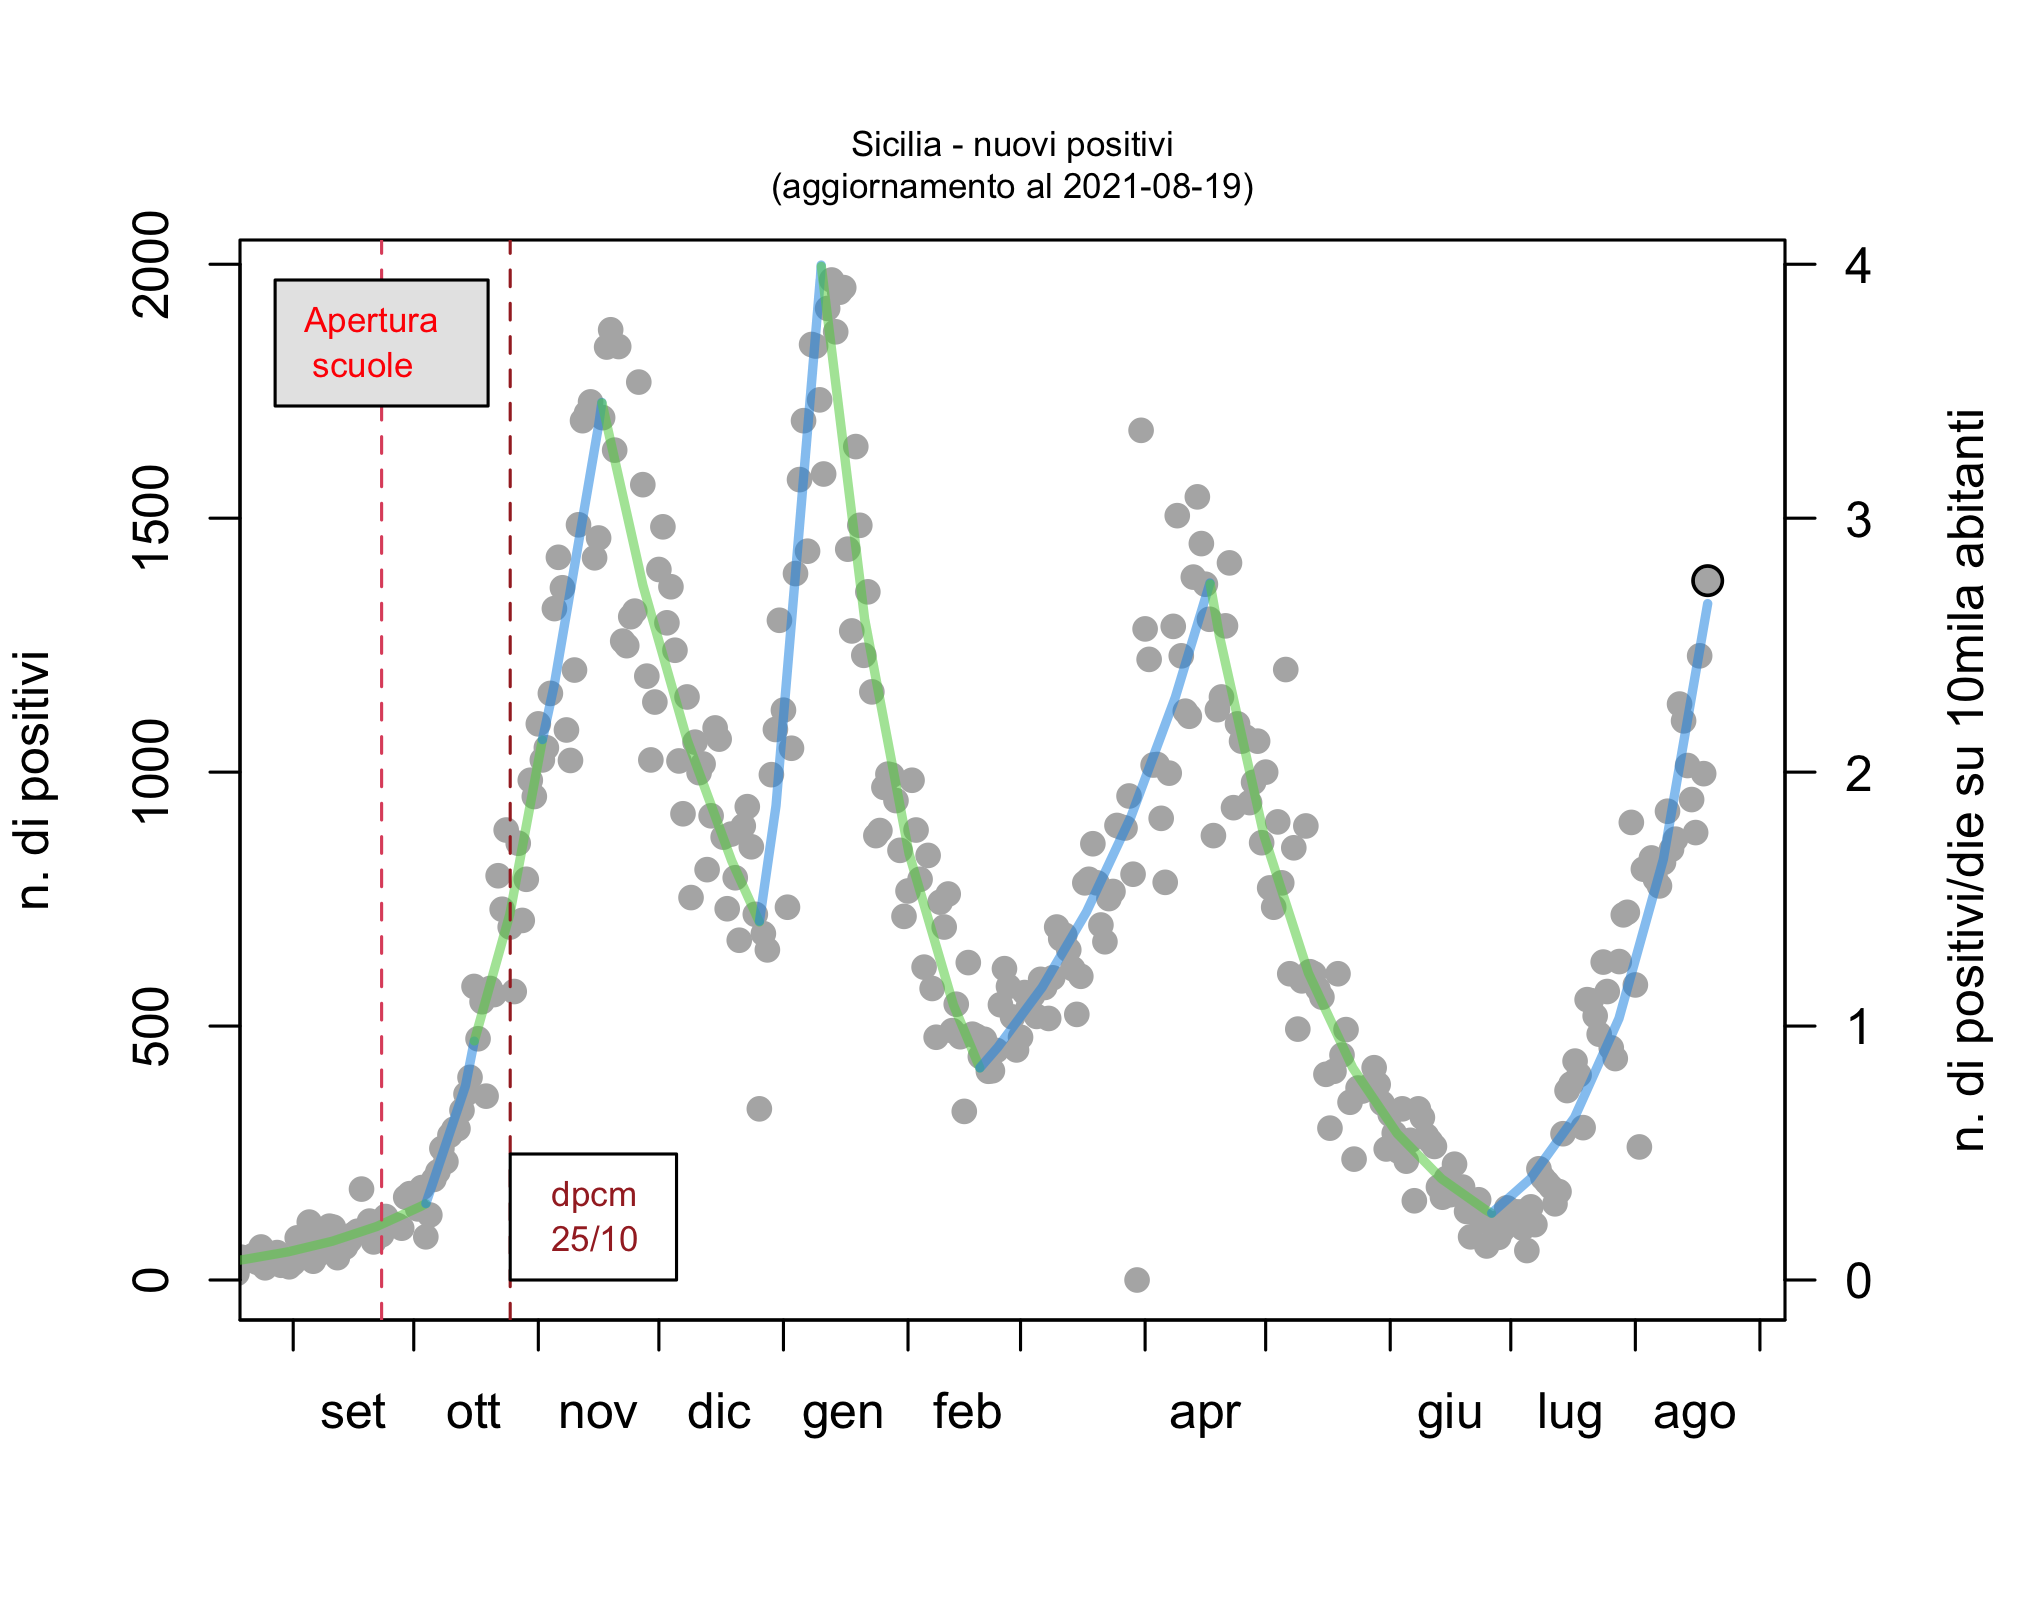 Sicilia - nuovi positivi
(aggiornamento al 2021-08-19)
n. di positivi
2000
1500
1000
500
0
Apertura
scuole
dpcm
25/10
4
3
2
1
0
n. di positivi/die su 10mila abitanti
set ott nov dic gen feb apr giu lug ago